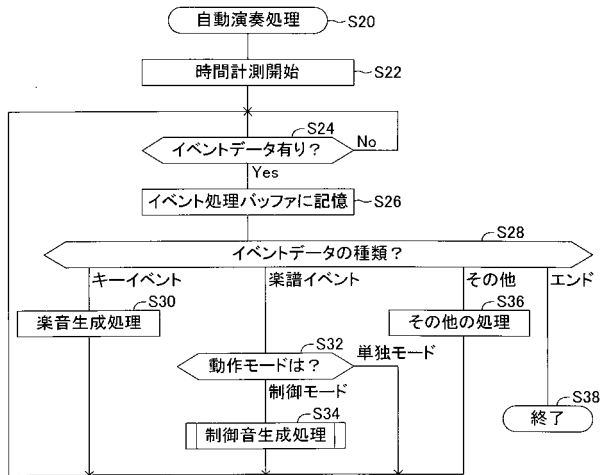 自動演奏処理 S20
時間計測開始 S22
S24
イベントデータ有り？ No
Yes
イベント処理バッファに記憶 S26
S28
イベントデータの種類？
キーイベント 楽譜イベント その他 エンド
S30 S36
楽音生成処理 その他の処理
S32
動作モードは？ 単独モード
制御モード
S34 S38
制御音生成処理 終了